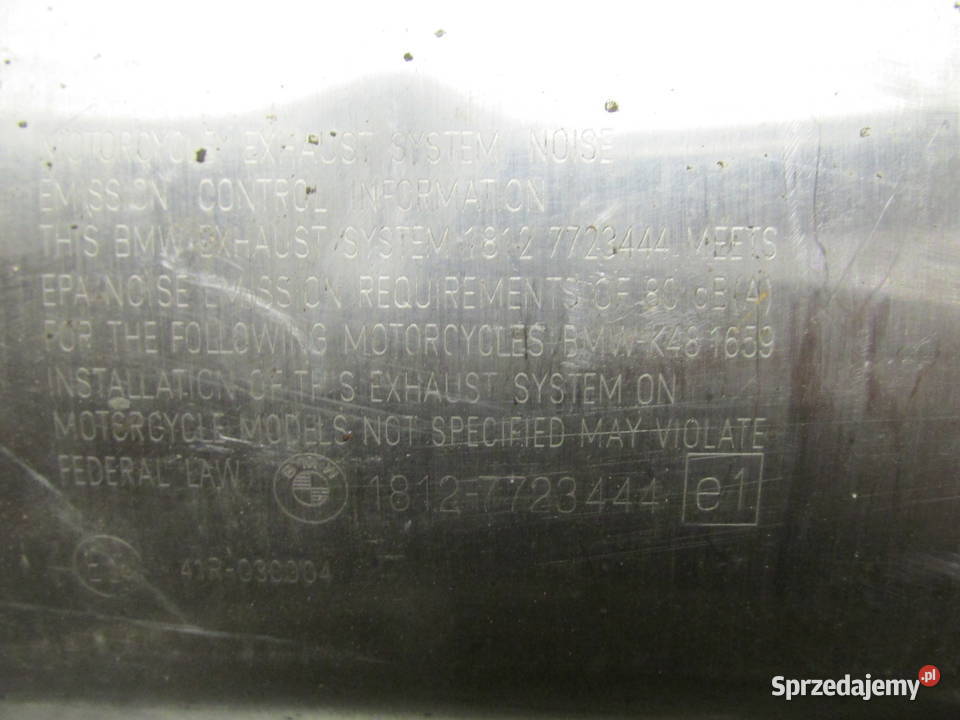 MOTORCYCLE EXHAUST SYSTEM NOISE
EMISSION CONTROL INFORMATION
THIS BMW EXHAUST SYSTEM 1812 7723444 MEETS
EPA NOISE EMISSION REQUIREMENTS OF 80 dB(A)
FOR THE FOLLOWING MOTORCYCLES BMW-K48-1659
INSTALLATION OF THIS EXHAUST SYSTEM ON
MOTORCYCLE MODELS NOT SPECIFIED MAY VIOLATE
FEDERAL LAW
BMW 1812-7723444 e1
41R-030304
Sprzedajemy.pl